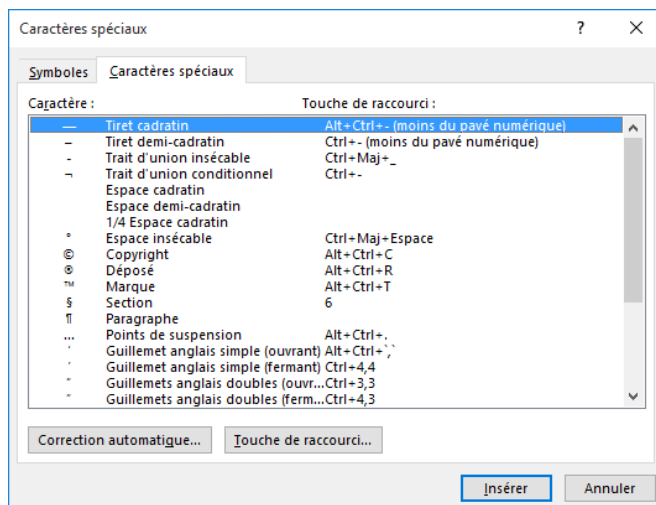 Caractères spéciaux ?
Symboles Caractères spéciaux
Caractère : Touche de raccourci :
— Tiret cadratin Alt+Ctrl+- (moins du pavé numérique)
– Tiret demi-cadratin Ctrl+- (moins du pavé numérique)
- Trait d'union insécable Ctrl+Maj+_
¬ Trait d'union conditionnel Ctrl+-
Espace cadratin
Espace demi-cadratin
1/4 Espace cadratin
° Espace insécable Ctrl+Maj+Espace
© Copyright Alt+Ctrl+C
® Déposé Alt+Ctrl+R
™ Marque Alt+Ctrl+T
§ Section 6
¶ Paragraphe
… Points de suspension Alt+Ctrl+.
‘ Guillemet anglais simple (ouvrant) Alt+Ctrl+`,`
’ Guillemet anglais simple (fermant) Ctrl+4,4
“ Guillemets anglais doubles (ouvr...Ctrl+3,3
” Guillemets anglais doubles (ferm...Ctrl+4,3
Correction automatique... Touche de raccourci...
Insérer Annuler